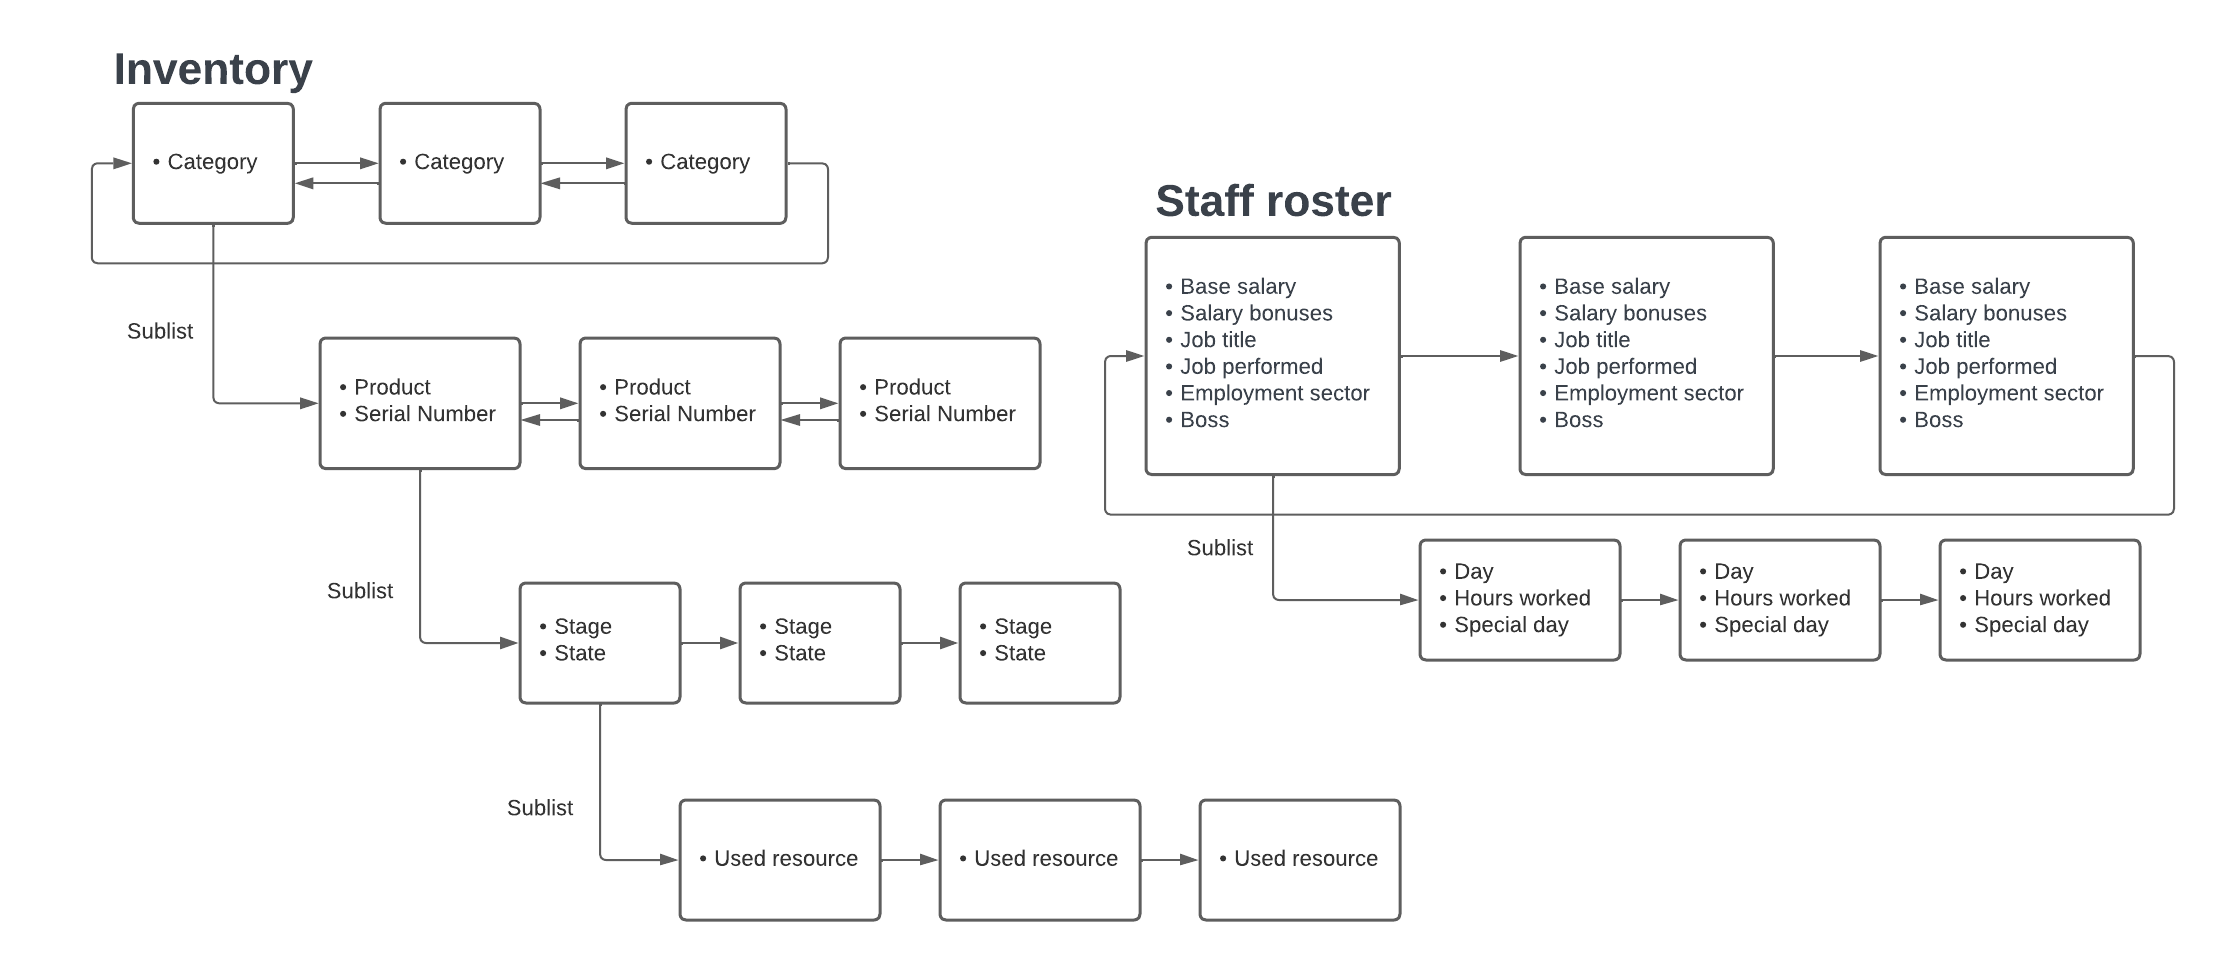 Inventory
• Category
• Category
• Category
Sublist
• Product
• Serial Number
• Product
• Serial Number
• Product
• Serial Number
Sublist
• Stage
• State
• Stage
• State
• Stage
• State
Sublist
• Used resource
• Used resource
• Used resource
Staff roster
• Base salary
• Salary bonuses
• Job title
• Job performed
• Employment sector
• Boss
• Base salary
• Salary bonuses
• Job title
• Job performed
• Employment sector
• Boss
• Base salary
• Salary bonuses
• Job title
• Job performed
• Employment sector
• Boss
Sublist
• Day
• Hours worked
• Special day
• Day
• Hours worked
• Special day
• Day
• Hours worked
• Special day